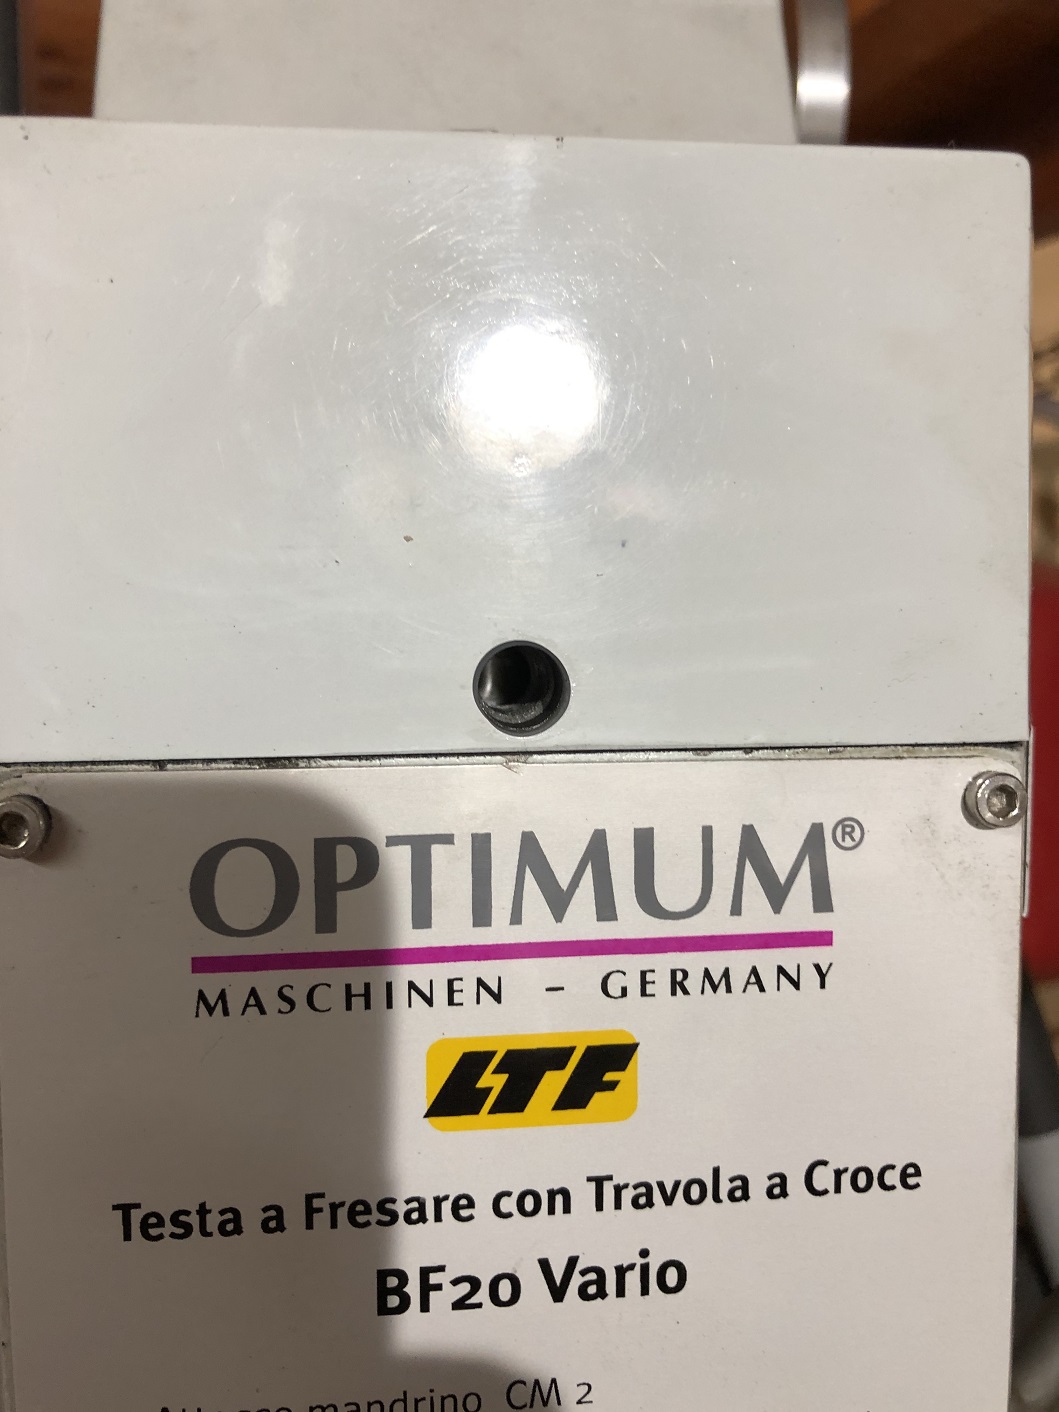 OPTIMUM®
MASCHINEN - GERMANY
LTF
Testa a Fresare con Travola a Croce
BF20 Vario
mandrino CM 2